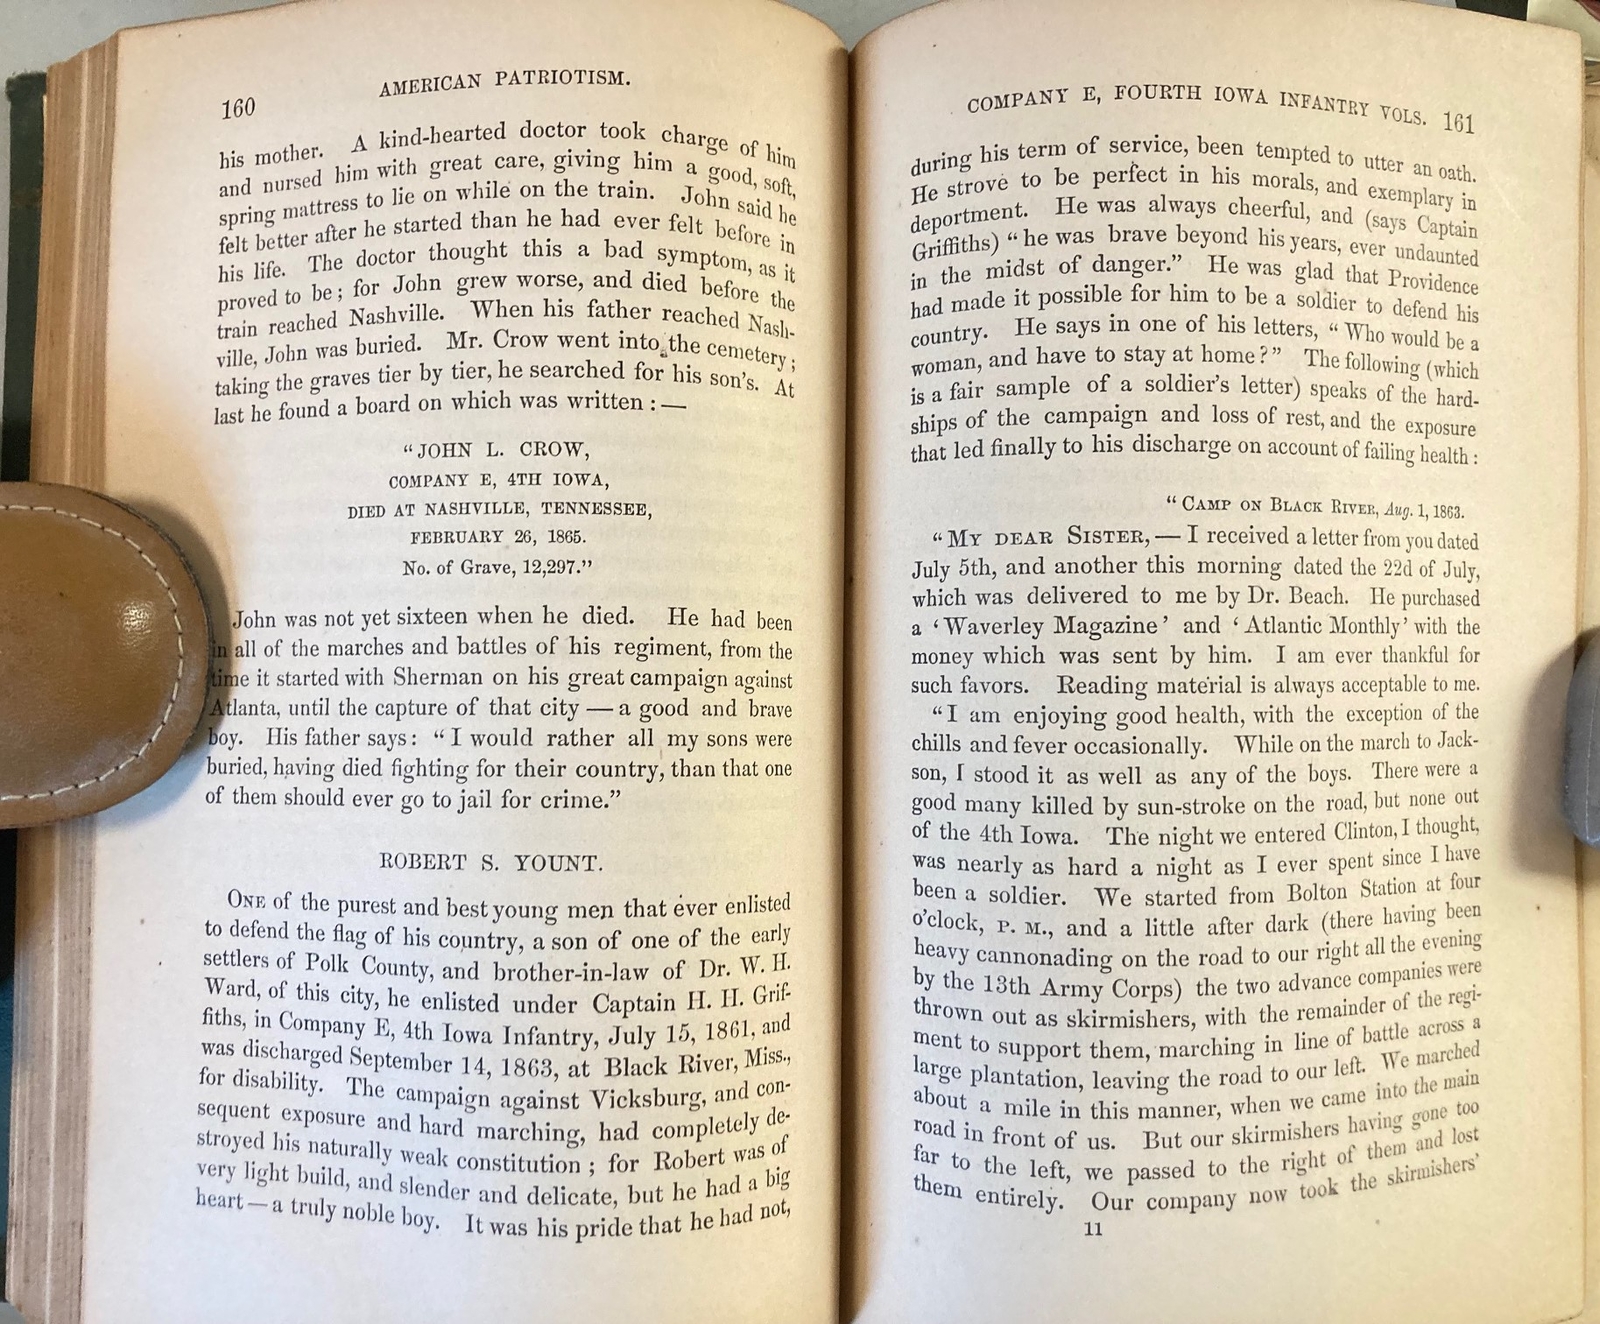 160
AMERICAN PATRIOTISM.
his mother. A kind-hearted doctor took charge of him
and nursed him with great care, giving him a good, soft,
spring mattress to lie on while on the train. John said he
felt better after he started than he had ever felt before in
his life. The doctor thought this a bad symptom, as it
proved to be; for John grew worse, and died before the
train reached Nashville. When his father reached Nash-
ville, John was buried. Mr. Crow went into the cemetery;
taking the graves tier by tier, he searched for his son's. At
last he found a board on which was written: —
“JOHN L. CROW,
COMPANY E, 4TH IOWA,
DIED AT NASHVILLE, TENNESSEE,
FEBRUARY 26, 1865.
No. of Grave, 12,297.”
John was not yet sixteen when he died. He had been
in all of the marches and battles of his regiment, from the
time it started with Sherman on his great campaign against
Atlanta, until the capture of that city — a good and brave
boy. His father says: “I would rather all my sons were
buried, having died fighting for their country, than that one
of them should ever go to jail for crime.”
ROBERT S. YOUNT.
ONE of the purest and best young men that ever enlisted
to defend the flag of his country, a son of one of the early
settlers of Polk County, and brother-in-law of Dr. W. H.
Ward, of this city, he enlisted under Captain H. H. Grif-
fiths, in Company E, 4th Iowa Infantry, July 15, 1861, and
was discharged September 14, 1863, at Black River, Miss.,
for disability. The campaign against Vicksburg, and con-
sequent exposure and hard marching, had completely de-
stroyed his naturally weak constitution; for Robert was of
very light build, and slender and delicate, but he had a big
heart — a truly noble boy. It was his pride that he had not,
COMPANY E, FOURTH IOWA INFANTRY VOLS. 161
during his term of service, been tempted to utter an oath.
He strove to be perfect in his morals, and exemplary in
deportment. He was always cheerful, and (says Captain
Griffiths) “he was brave beyond his years, ever undaunted
in the midst of danger.” He was glad that Providence
had made it possible for him to be a soldier to defend his
country. He says in one of his letters, “Who would be a
woman, and have to stay at home?” The following (which
is a fair sample of a soldier's letter) speaks of the hard-
ships of the campaign and loss of rest, and the exposure
that led finally to his discharge on account of failing health:
“CAMP ON BLACK RIVER, Aug. 1, 1863.
“MY DEAR SISTER, — I received a letter from you dated
July 5th, and another this morning dated the 22d of July,
which was delivered to me by Dr. Beach. He purchased
a ‘Waverley Magazine’ and ‘Atlantic Monthly’ with the
money which was sent by him. I am ever thankful for
such favors. Reading material is always acceptable to me.
“I am enjoying good health, with the exception of the
chills and fever occasionally. While on the march to Jack-
son, I stood it as well as any of the boys. There were a
good many killed by sun-stroke on the road, but none out
of the 4th Iowa. The night we entered Clinton, I thought,
was nearly as hard a night as I ever spent since I have
been a soldier. We started from Bolton Station at four
o'clock, P. M., and a little after dark (there having been
heavy cannonading on the road to our right all the evening
by the 13th Army Corps) the two advance companies were
thrown out as skirmishers, with the remainder of the regi-
ment to support them, marching in line of battle across a
large plantation, leaving the road to our left. We marched
about a mile in this manner, when we came into the main
road in front of us. But our skirmishers having gone too
far to the left, we passed to the right of them and lost
them entirely. Our company now took the skirmishers'
11